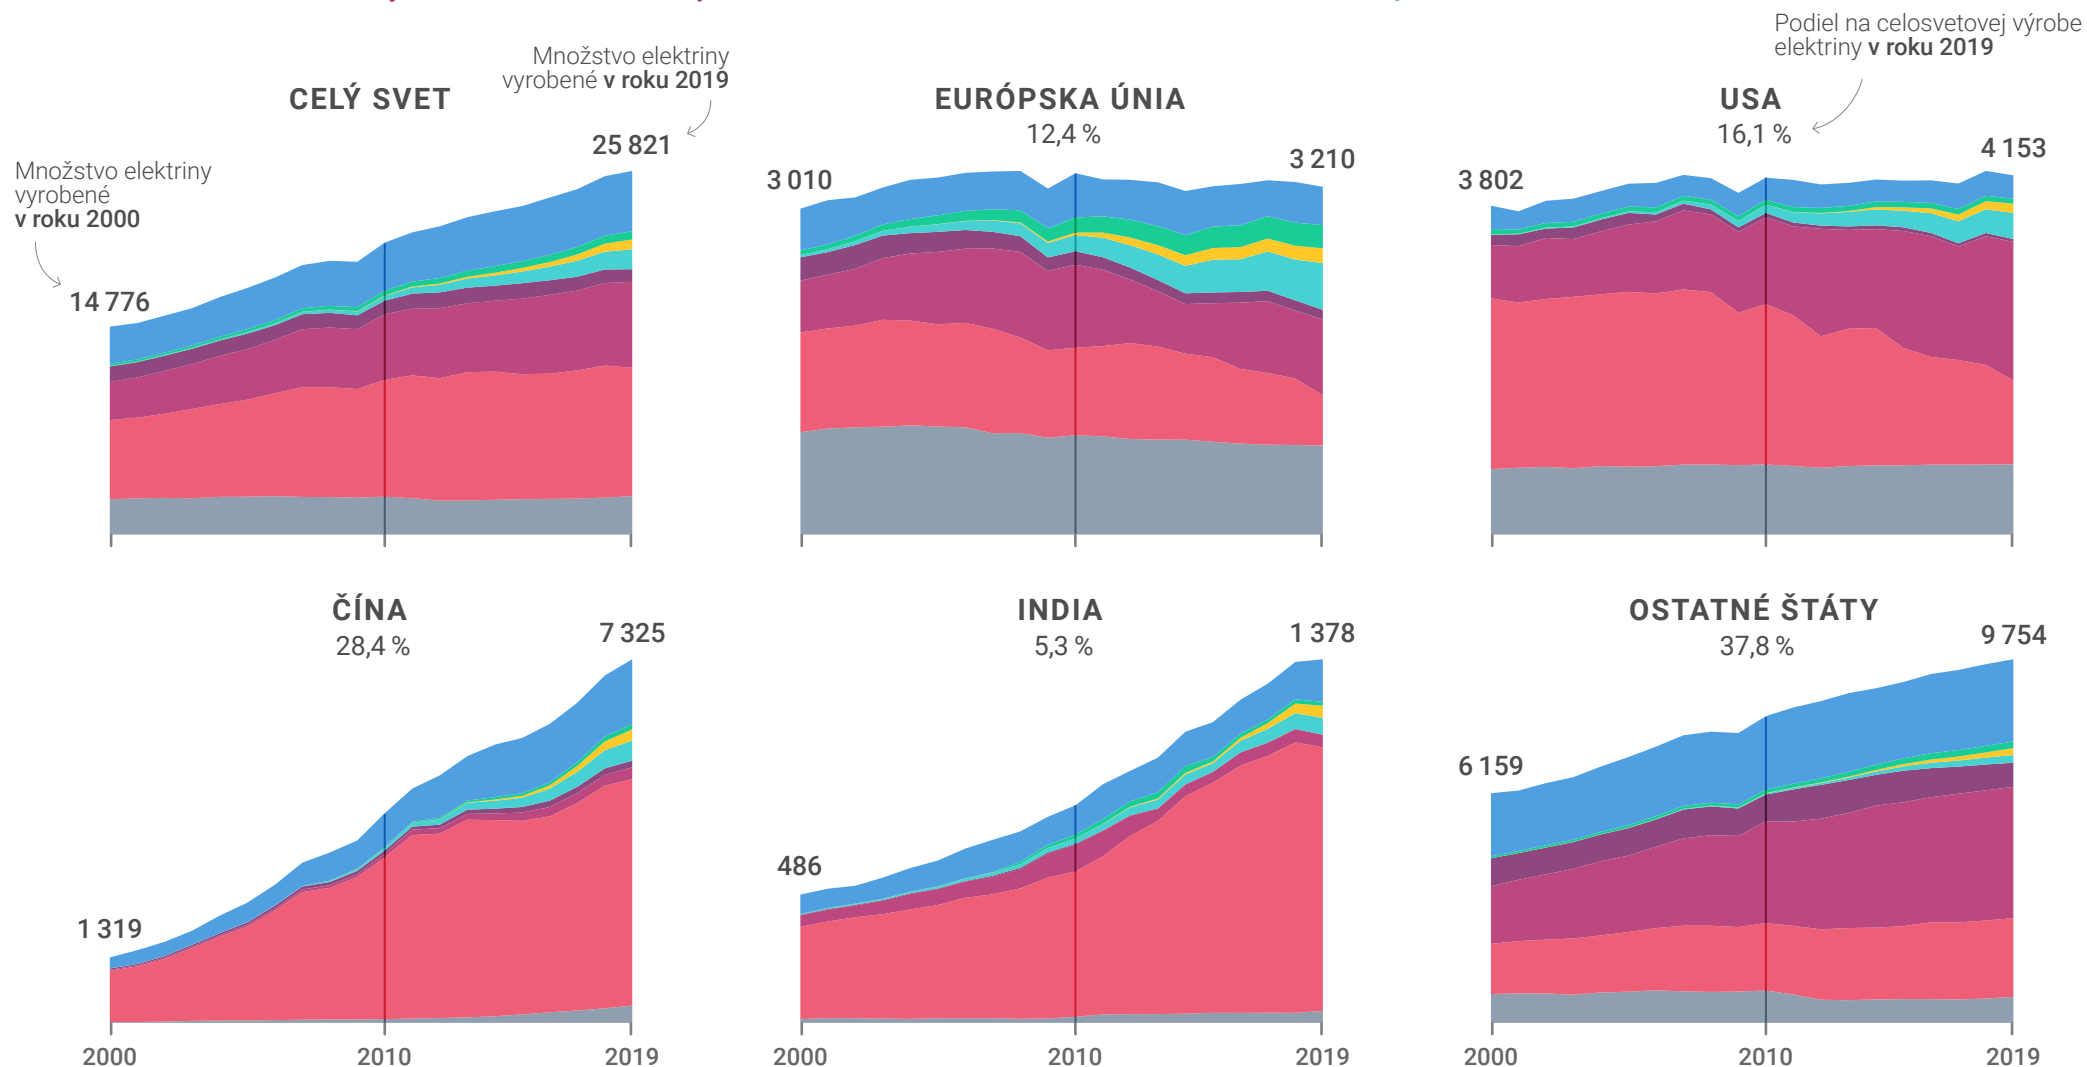 Podiel na celosvetovej výrobe
elektriny v roku 2019
Množstvo elektriny
vyrobené v roku 2019
CELÝ SVET
EURÓPSKA ÚNIA
12,4 %
USA
16,1 %
25 821
3 210
4 153
Množstvo elektriny
vyrobené
v roku 2000
3 010
3 802
14 776
ČÍNA
28,4 %
7 325
INDIA
5,3 %
1 378
OSTATNÉ ŠTÁTY
37,8 %
9 754
6 159
486
1 319
2000 2010 2019
2000 2010 2019
2000 2010 2019